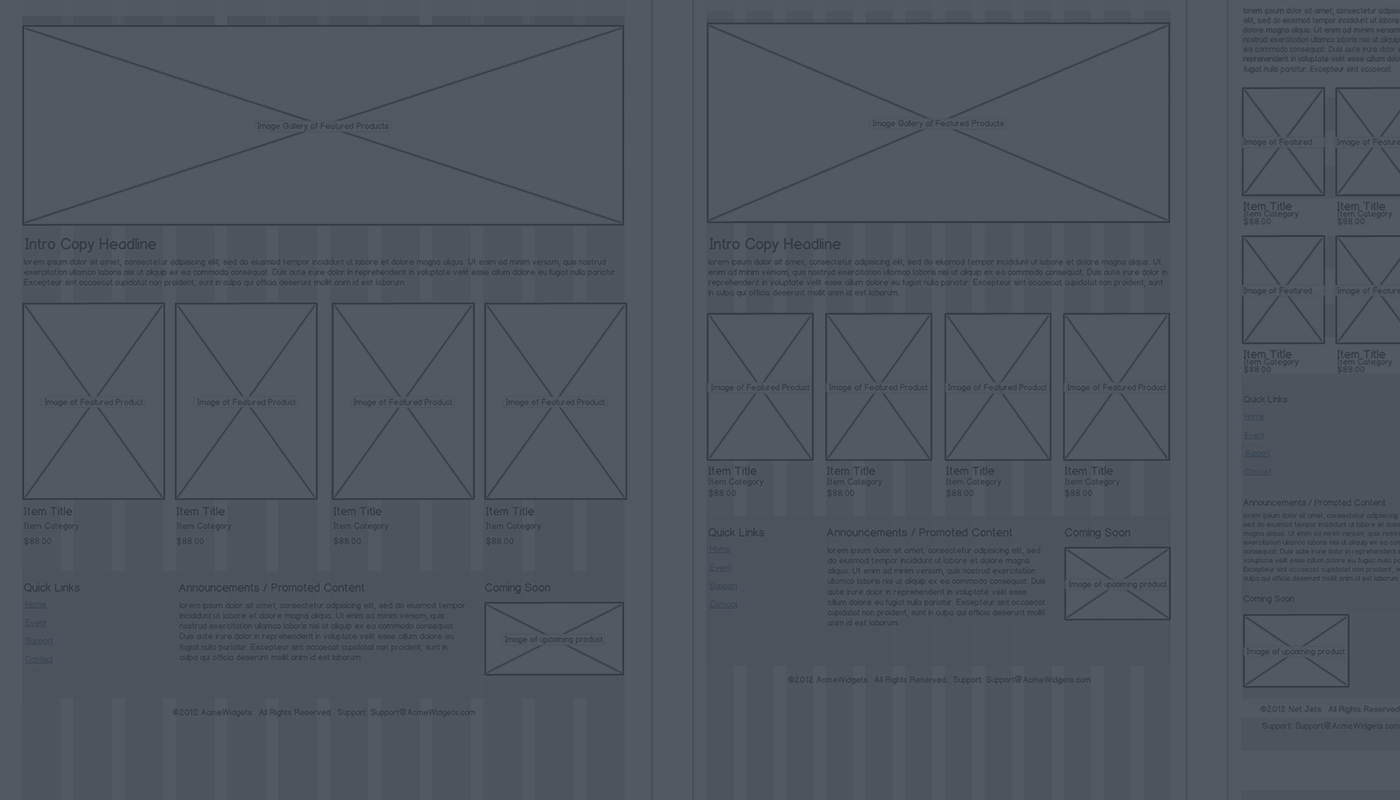 Image Gallery of Featured Products
Intro Copy Headline
lorem ipsum dolor sit amet, consectetur adipisicing elit, sed do eiusmod tempor incididunt ut labore et dolore magna aliqua. Ut enim ad minim veniam, quis nostrud
exercitation ullamco laboris nisi ut aliquip ex ea commodo consequat. Duis aute irure dolor in reprehenderit in voluptate velit esse cillum dolore eu fugiat nulla pariatur.
Excepteur sint occaecat cupidatat non proident, sunt in culpa qui officia deserunt mollit anim id est laborum.
Image of Featured Product
Image of Featured Product
Image of Featured Product
Image of Featured Product
Item Title
Item Category
$88.00
Item Title
Item Category
$88.00
Item Title
Item Category
$88.00
Item Title
Item Category
$88.00
Quick Links
Home
Event
Support
Contact
Announcements / Promoted Content
lorem ipsum dolor sit amet, consectetur adipisicing elit, sed do eiusmod tempor
incididunt ut labore et dolore magna aliqua. Ut enim ad minim veniam, quis
nostrud exercitation ullamco laboris nisi ut aliquip ex ea commodo consequat.
Duis aute irure dolor in reprehenderit in voluptate velit esse cillum dolore eu
fugiat nulla pariatur. Excepteur sint occaecat cupidatat non proident, sunt in
culpa qui officia deserunt mollit anim id est laborum.
Coming Soon
Image of upcoming product
©2012 AcmeWidgets All Rights Reserved. Support: Support@AcmeWidgets.com
Image Gallery of Featured Products
Intro Copy Headline
lorem ipsum dolor sit amet, consectetur adipisicing elit, sed do eiusmod tempor incididunt ut labore et dolore magna aliqua. Ut
enim ad minim veniam, quis nostrud exercitation ullamco laboris nisi ut aliquip ex ea commodo consequat. Duis aute irure dolor in
reprehenderit in voluptate velit esse cillum dolore eu fugiat nulla pariatur. Excepteur sint occaecat cupidatat non proident, sunt
in culpa qui officia deserunt mollit anim id est laborum.
Image of Featured Product
Image of Featured Product
Image of Featured Product
Image of Featured Product
Item Title
Item Category
$88.00
Item Title
Item Category
$88.00
Item Title
Item Category
$88.00
Item Title
Item Category
$88.00
Quick Links
Home
Event
Support
Contact
Announcements / Promoted Content
lorem ipsum dolor sit amet, consectetur adipisicing elit, sed do
eiusmod tempor incididunt ut labore et dolore magna
aliqua. Ut enim ad minim veniam, quis nostrud exercitation
ullamco laboris nisi ut aliquip ex ea commodo consequat.
Duis aute irure dolor in reprehenderit in voluptate velit esse
cillum dolore eu fugiat nulla pariatur. Excepteur sint occaecat
cupidatat non proident, sunt in culpa qui officia deserunt mollit
anim id est laborum.
Coming Soon
Image of upcoming product
©2012 AcmeWidgets All Rights Reserved. Support: Support@AcmeWidgets.com
lorem ipsum dolor sit amet, consectetur
elit, sed do eiusmod tempor incididunt ut labore
dolore magna aliqua. Ut enim ad minim veniam,
nostrud exercitation ullamco laboris nisi ut aliquip
ea commodo consequat. Duis aute irure dolor in
reprehenderit in voluptate velit esse cillum
fugiat nulla pariatur. Excepteur sint occaecat
Image of Featured
Image of
Item Title
Item Category
$88.00
Item Title
Item Category
$88.00
Image of Featured
Image of
Item Title
Item Category
$88.00
Item Title
Item Category
$88.00
Quick Links
Home
Event
Support
Contact
Announcements / Promoted Content
lorem ipsum dolor sit amet, consectetur adipisicing
sed do eiusmod tempor incididunt ut labore et
magna aliqua. Ut enim ad minim veniam, quis
exercitation ullamco laboris nisi ut aliquip ex ea
consequat. Duis aute irure dolor in reprehenderit
voluptate velit esse cillum dolore eu fugiat nulla
Excepteur sint occaecat cupidatat non proident,
culpa qui officia deserunt mollit anim id est
Coming Soon
Image of upcoming product
©2012 Net Jets All Rights Reserved
Support: Support@AcmeWidgets.com